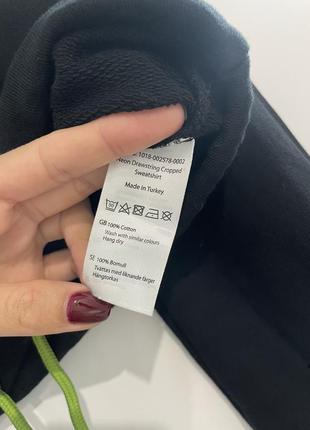 1018-002578-0002
Neon Drawstring Cropped
Sweatshirt
Made in Turkey
GB 100% Cotton
Wash with similar colours
Hang dry
SE 100% Bomull
Tvättas med liknande färger
Hängtorkas